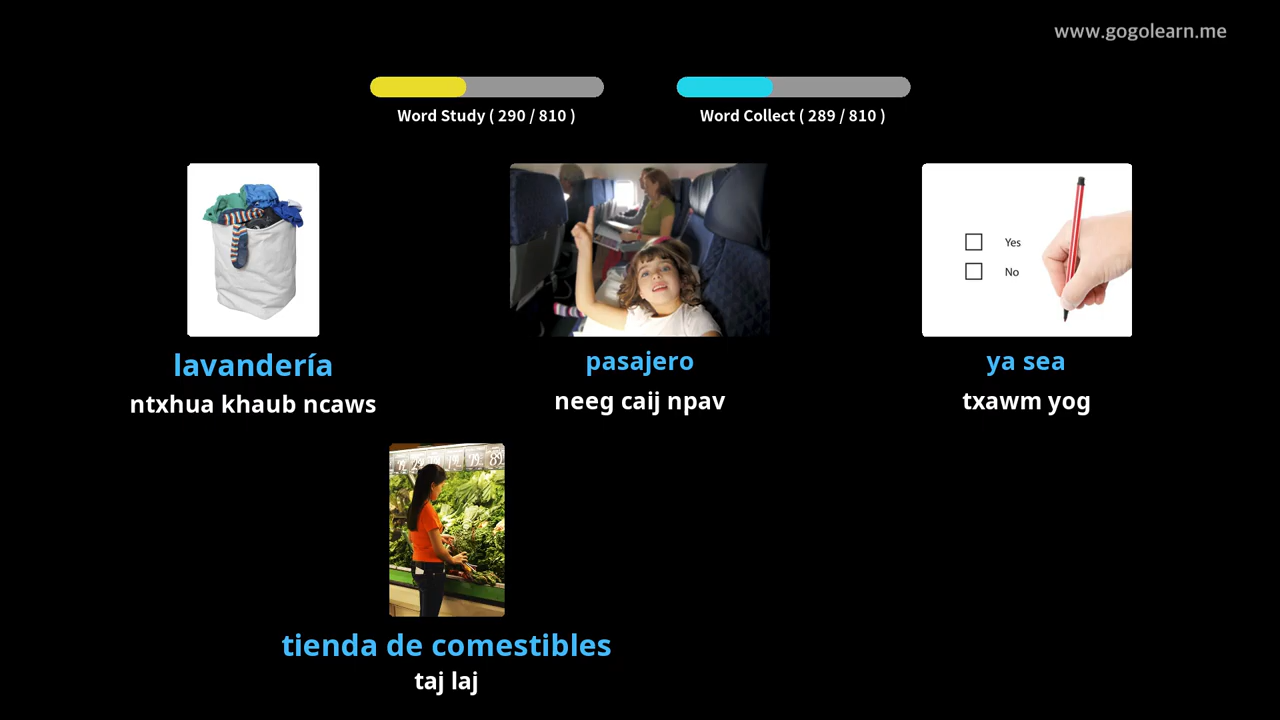 www.gogolearn.me
Word Study ( 290 / 810 )
Word Collect ( 289 / 810 )
Yes
No
lavandería
ntxhua khaub ncaws
pasajero
neeg caij npav
ya sea
txawm yog
tienda de comestibles
taj laj